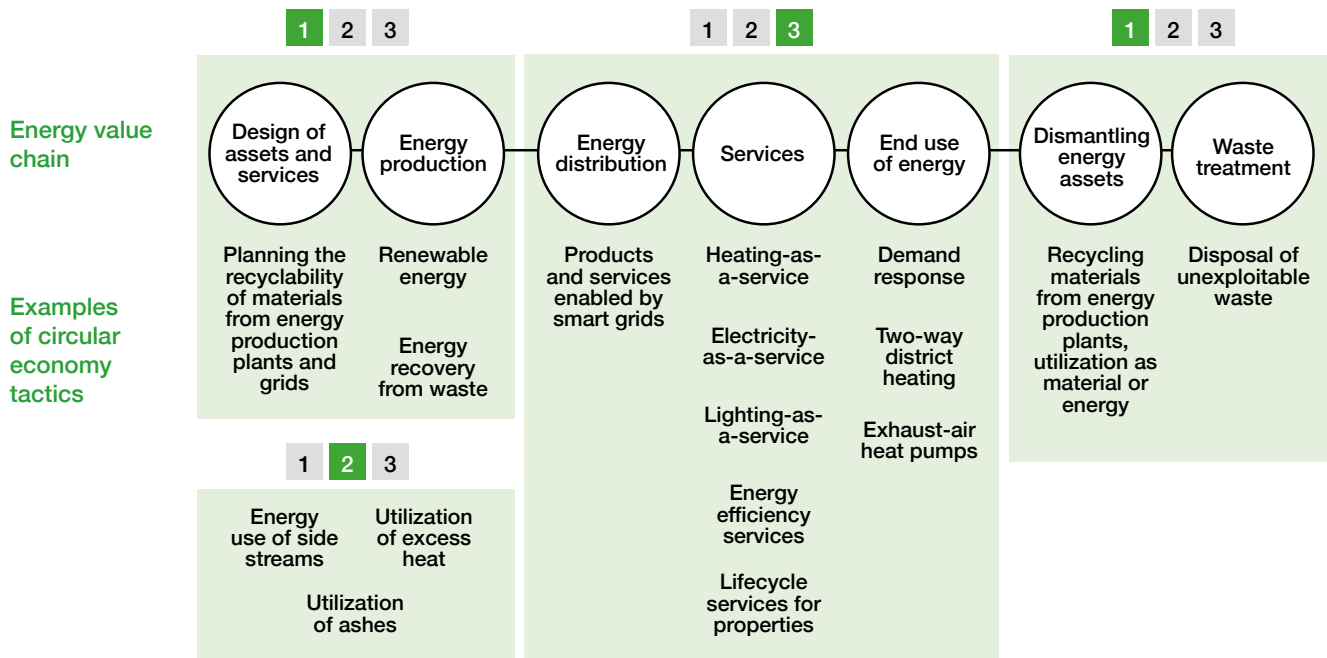 1 2 3
1 2 3
1 2 3
Energy value
chain
Design of
assets and
services
Energy
production
Energy
distribution
Services
End use
of energy
Dismantling
energy
assets
Waste
treatment
Examples
of circular
economy
tactics
Planning the
recyclability
of materials
from energy
production
plants and
grids
Renewable
energy
Energy
recovery
from waste
Products
and services
enabled by
smart grids
Heating-as-
a-service
Electricity-
as-a-service
Lighting-as-
a-service
Energy
efficiency
services
Lifecycle
services for
properties
Demand
response
Two-way
district
heating
Exhaust-air
heat pumps
Recycling
materials
from energy
production
plants,
utilization as
material or
energy
Disposal of
unexploitable
waste
1 2 3
Energy
use of side
streams
Utilization
of excess
heat
Utilization
of ashes